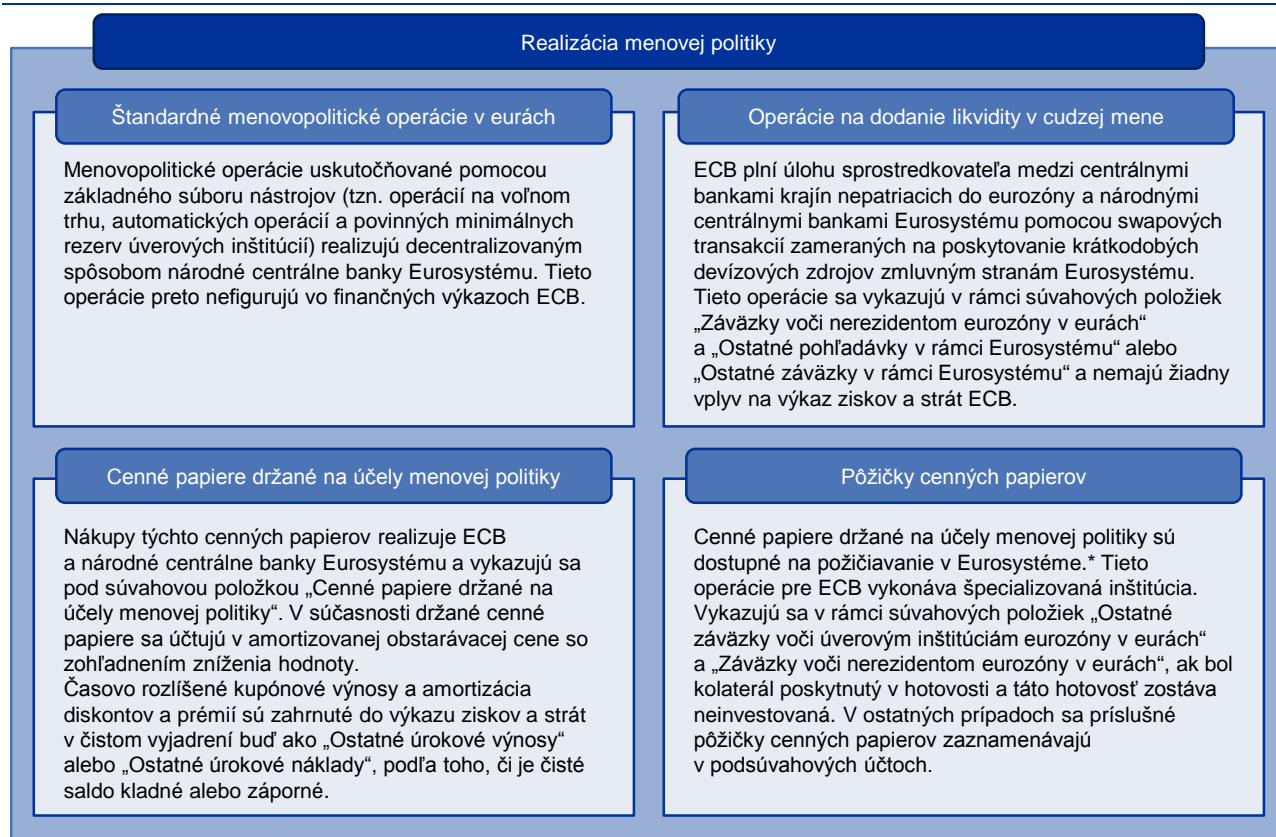 Realizácia menovej politiky
Štandardné menovopolitické operácie v eurách
Menovopolitické operácie uskutočňované pomocou
základného súboru nástrojov (tzn. operácií na voľnom
trhu, automatických operácií a povinných minimálnych
rezerv úverových inštitúcií) realizujú decentralizovaným
spôsobom národné centrálne banky Eurosystému. Tieto
operácie preto nefigurujú vo finančných výkazoch ECB.
Operácie na dodanie likvidity v cudzej mene
ECB plní úlohu sprostredkovateľa medzi centrálnymi
bankami krajín nepatriacich do eurozóny a národnými
centrálnymi bankami Eurosystému pomocou swapových
transakcií zameraných na poskytovanie krátkodobých
devízových zdrojov zmluvným stranám Eurosystému.
Tieto operácie sa vykazujú v rámci súvahových položiek
„Záväzky voči nerezidentom eurozóny v eurách“
a „Ostatné pohľadávky v rámci Eurosystému“ alebo
„Ostatné záväzky v rámci Eurosystému“ a nemajú žiadny
vplyv na výkaz ziskov a strát ECB.
Cenné papiere držané na účely menovej politiky
Nákupy týchto cenných papierov realizuje ECB
a národné centrálne banky Eurosystému a vykazujú sa
pod súvahovou položkou „Cenné papiere držané na
účely menovej politiky“. V súčasnosti držané cenné
papiere sa účtujú v amortizovanej obstarávacej cene so
zohľadnením zníženia hodnoty.
Časovo rozlíšené kupónové výnosy a amortizácia
diskontov a prémií sú zahrnuté do výkazu ziskov a strát
v čistom vyjadrení buď ako „Ostatné úrokové výnosy“
alebo „Ostatné úrokové náklady“, podľa toho, či je čisté
saldo kladné alebo záporné.
Pôžičky cenných papierov
Cenné papiere držané na účely menovej politiky sú
dostupné na požičiavanie v Eurosystéme.* Tieto
operácie pre ECB vykonáva špecializovaná inštitúcia.
Vykazujú sa v rámci súvahových položiek „Ostatné
záväzky voči úverovým inštitúciám eurozóny v eurách“
a „Záväzky voči nerezidentom eurozóny v eurách“, ak bol
kolaterál poskytnutý v hotovosti a táto hotovosť zostáva
neinvestovaná. V ostatných prípadoch sa príslušné
pôžičky cenných papierov zaznamenávajú
v podsúvahových účtoch.